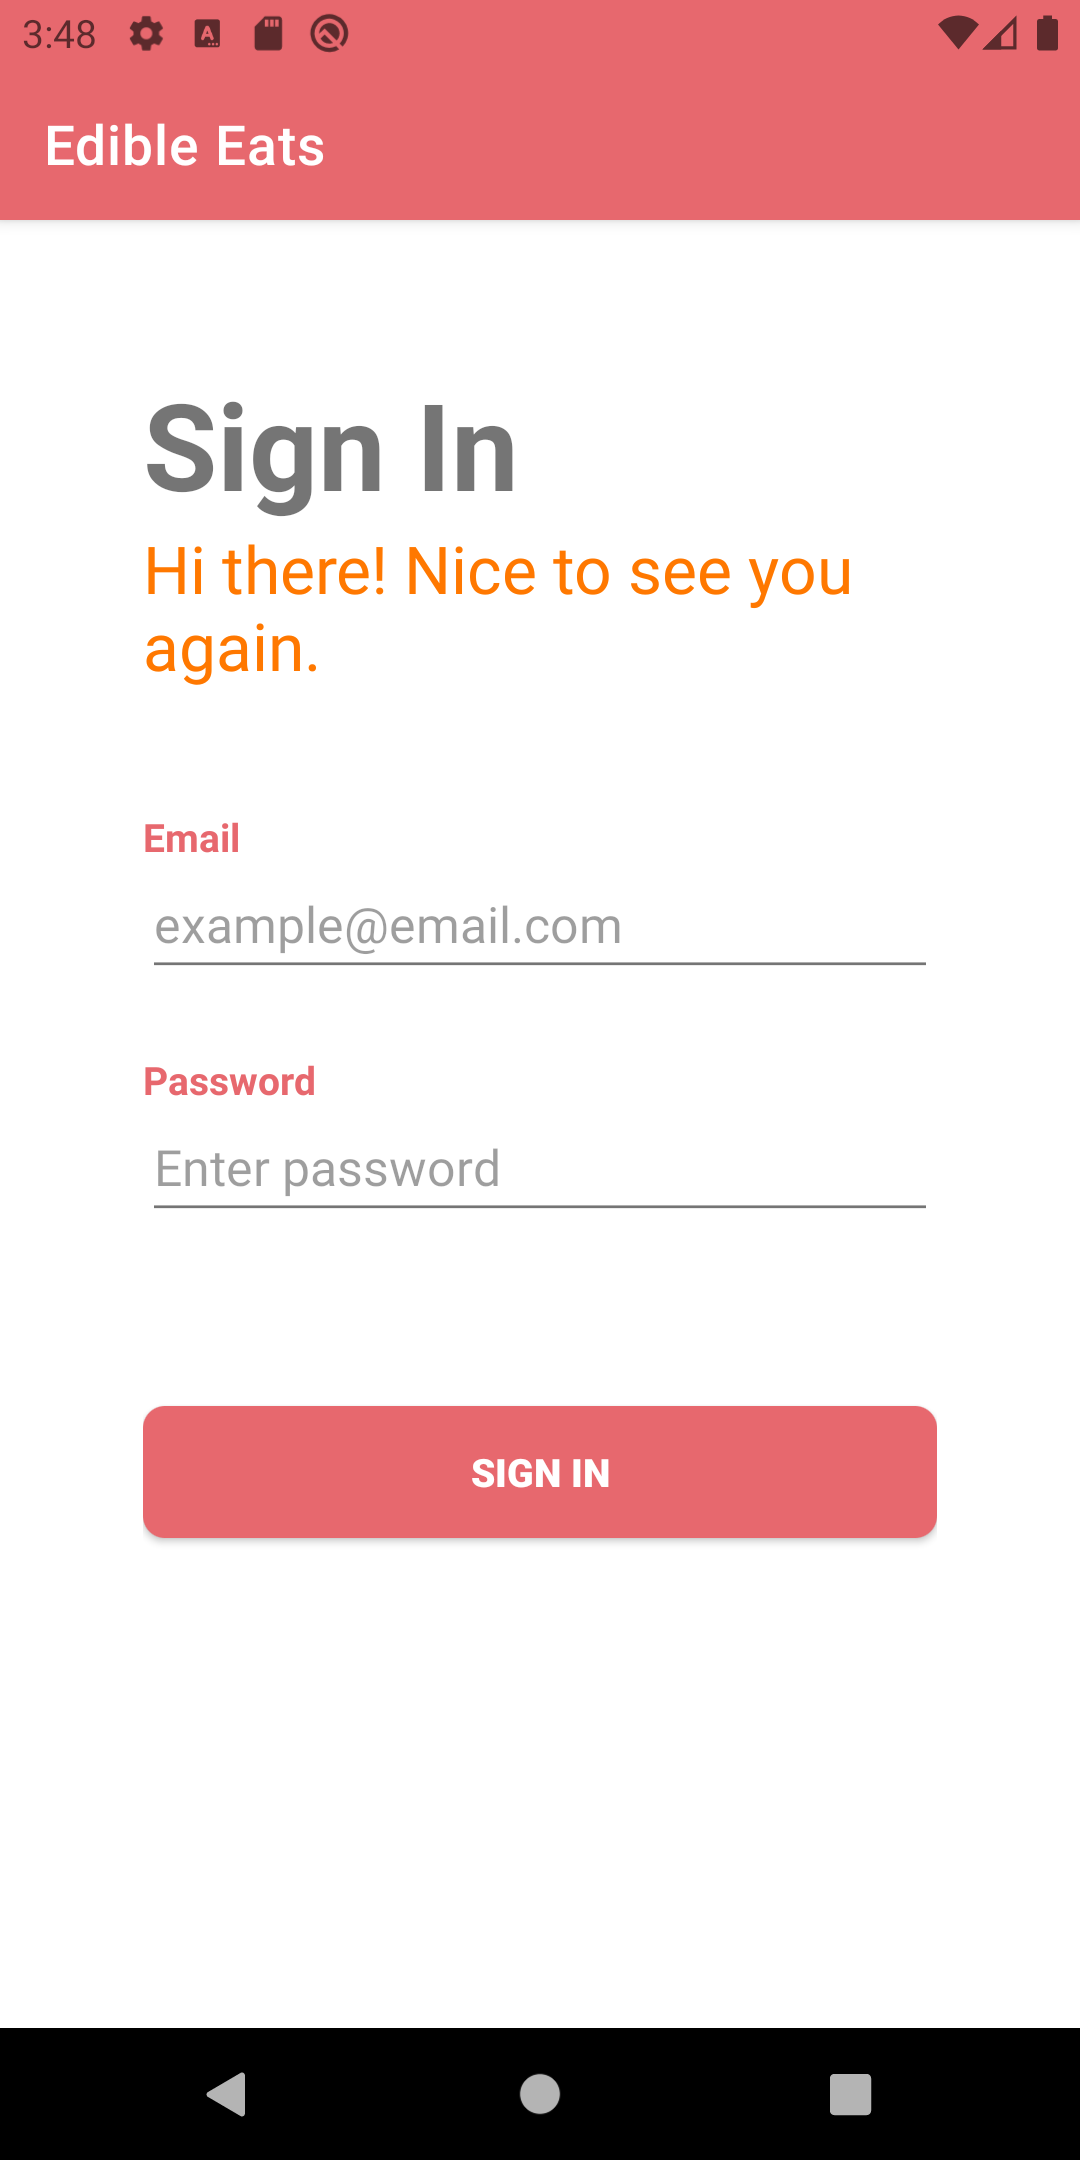 3:48
Edible Eats
Sign In
Hi there! Nice to see you
again.
Email
example@email.com
Password
Enter password
SIGN IN